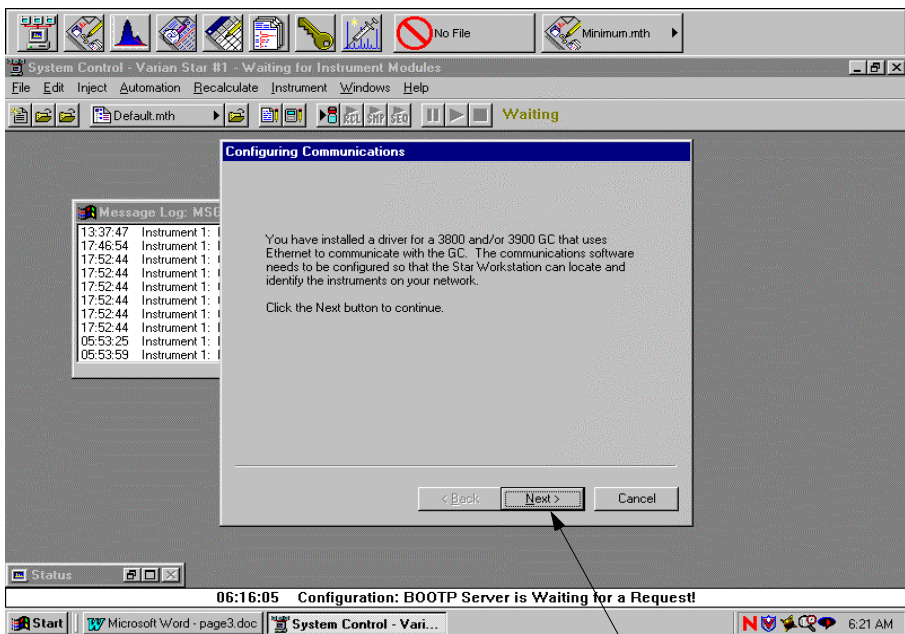 No File
Minimum.mth
System Control - Varian Star #1 - Waiting for Instrument Modules
File Edit Inject Automation Recalculate Instrument Windows Help
Default.mth
RCL SMP SEQ
Waiting
Configuring Communications
Message Log: MSG
13:37:47 Instrument 1:
17:46:54 Instrument 1:
17:52:44 Instrument 1:
17:52:44 Instrument 1:
17:52:44 Instrument 1:
17:52:44 Instrument 1:
17:52:44 Instrument 1:
17:52:44 Instrument 1:
05:53:25 Instrument 1:
05:53:59 Instrument 1:
You have installed a driver for a 3800 and/or 3900 GC that uses
Ethernet to communicate with the GC. The communications software
needs to be configured so that the Star Workstation can locate and
identify the instruments on your network.
Click the Next button to continue.
< Back
Next >
Cancel
Status
06:16:05 Configuration: BOOTP Server is Waiting for a Request!
Start
Microsoft Word - page3.doc
System Control - Vari...
6:21 AM